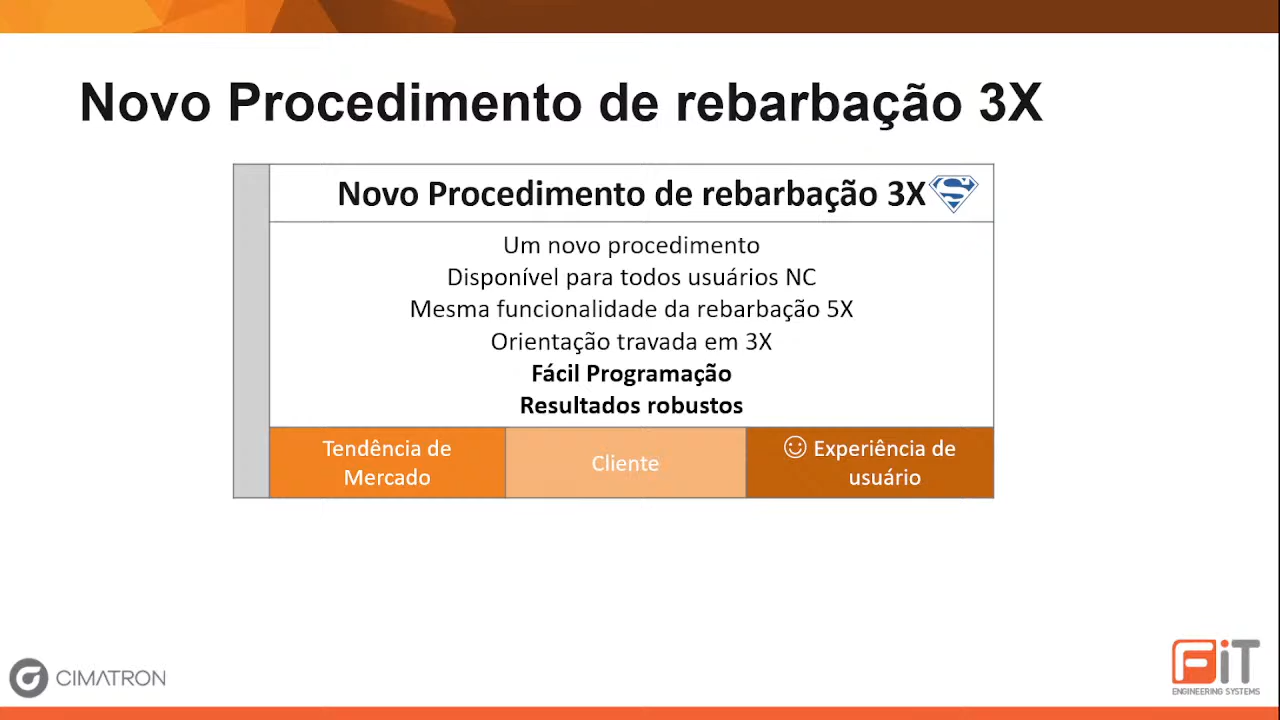 Novo Procedimento de rebarbação 3X
Novo Procedimento de rebarbação 3X
Um novo procedimento
Disponível para todos usuários NC
Mesma funcionalidade da rebarbação 5X
Orientação travada em 3X
Fácil Programação
Resultados robustos
Tendência de
Mercado
Cliente
☺ Experiência de
usuário
CIMATRON
FiT
ENGINEERING SYSTEMS